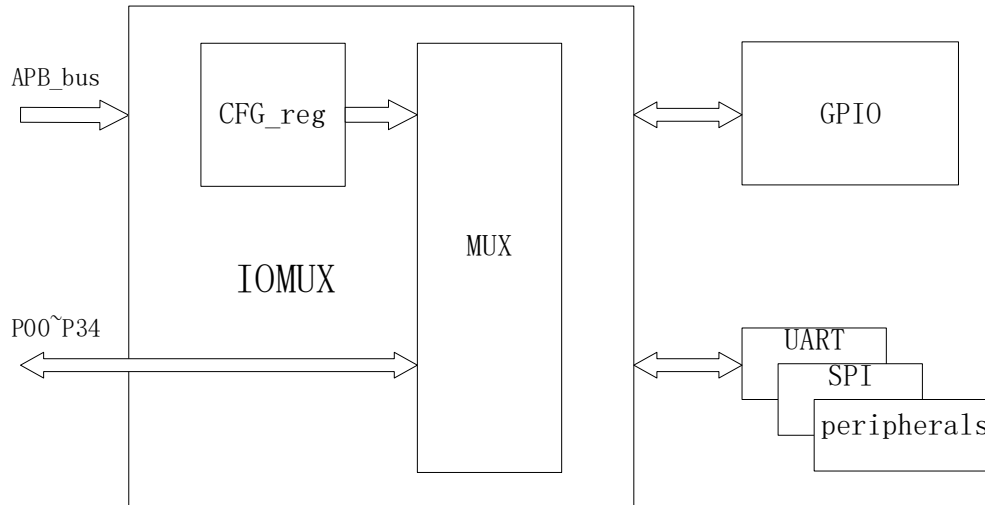 APB_bus
CFG_reg
GPIO
MUX
IOMUX
P00~P34
UART
SPI
peripherals